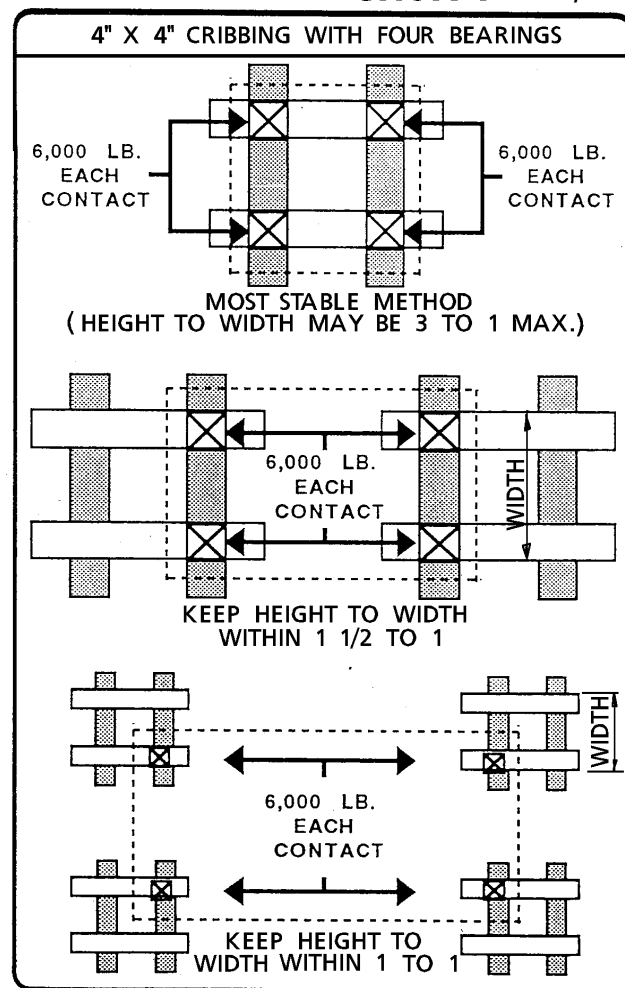 4" X 4" CRIBBING WITH FOUR BEARINGS
6,000 LB.
EACH
CONTACT
6,000 LB.
EACH
CONTACT
MOST STABLE METHOD
(HEIGHT TO WIDTH MAY BE 3 TO 1 MAX.)
6,000 LB.
EACH
CONTACT
WIDTH
KEEP HEIGHT TO WIDTH
WITHIN 1 1/2 TO 1
WIDTH
6,000 LB.
EACH
CONTACT
KEEP HEIGHT TO
WIDTH WITHIN 1 TO 1